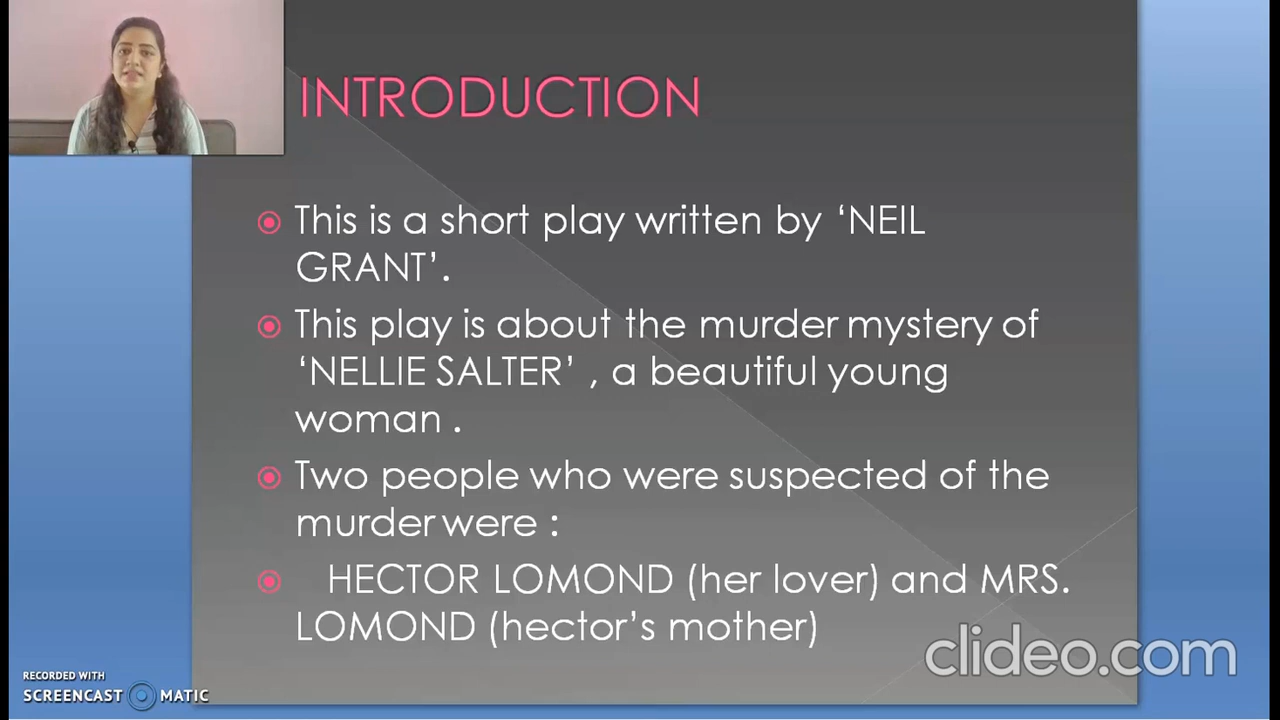 INTRODUCTION
This is a short play written by ‘NEIL
GRANT’.
This play is about the murder mystery of
‘NELLIE SALTER’ , a beautiful young
woman .
Two people who were suspected of the
murder were :
HECTOR LOMOND (her lover) and MRS.
LOMOND (hector’s mother)
clideo.com
RECORDED WITH
SCREENCAST MATIC